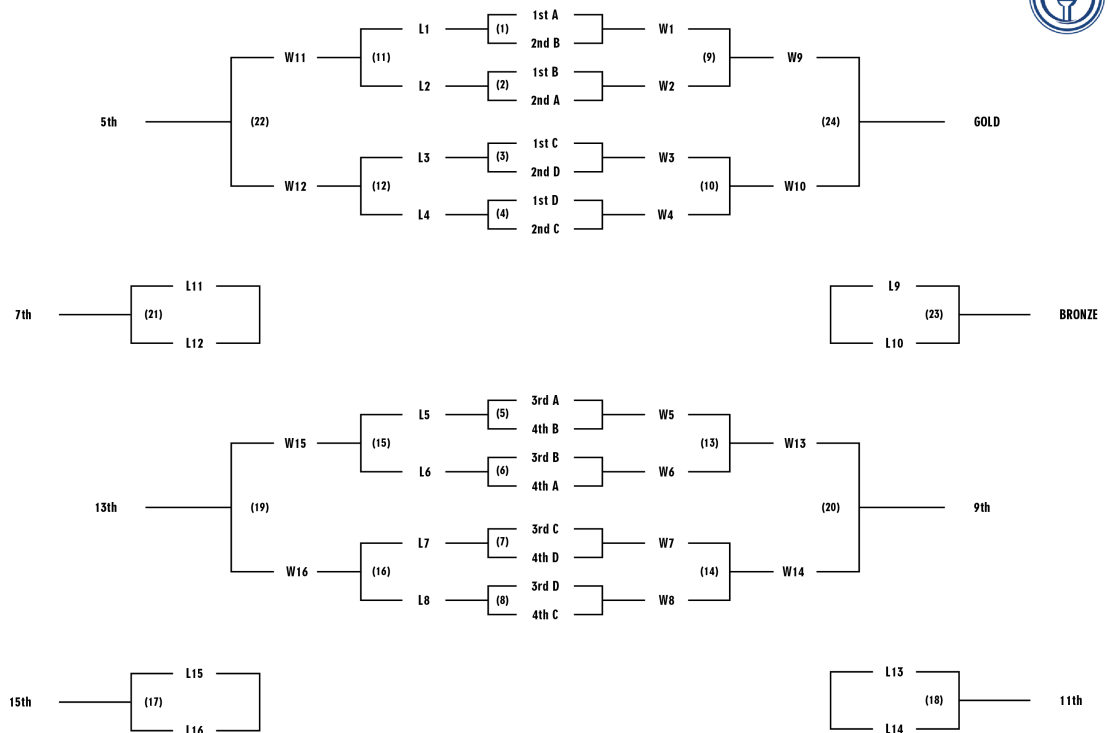 L1 (1) 1st A W1
2nd B
W11 (11) (9) W9
L2 (2) 1st B W2
2nd A
5th (22) (24) GOLD
L3 (3) 1st C W3
2nd D
W12 (12) (10) W10
L4 (4) 1st D W4
2nd C
L11 L9
7th (21) (23) BRONZE
L12 L10
L5 (5) 3rd A W5
4th B
W15 (15) (13) W13
L6 (6) 3rd B W6
4th A
13th (19) (20) 9th
L7 (7) 3rd C W7
4th D
W16 (16) (14) W14
L8 (8) 3rd D W8
4th C
L15 L13
15th (17) (18) 11th
L16 L14